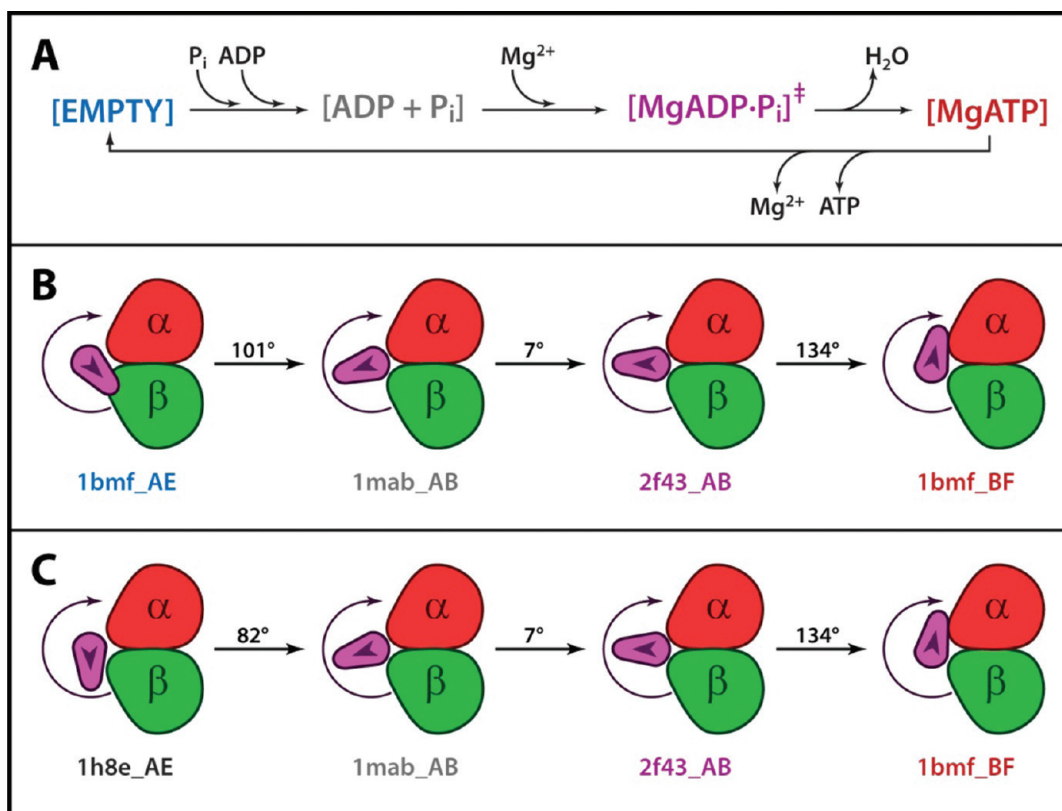 A
Pi ADP
Mg2+
H2O
[EMPTY]
[ADP + Pi]
[MgADP·Pi]‡
[MgATP]
Mg2+ ATP
B
α
β
101°
α
β
7°
α
β
134°
α
β
1bmf_AE
1mab_AB
2f43_AB
1bmf_BF
C
α
β
82°
α
β
7°
α
β
134°
α
β
1h8e_AE
1mab_AB
2f43_AB
1bmf_BF